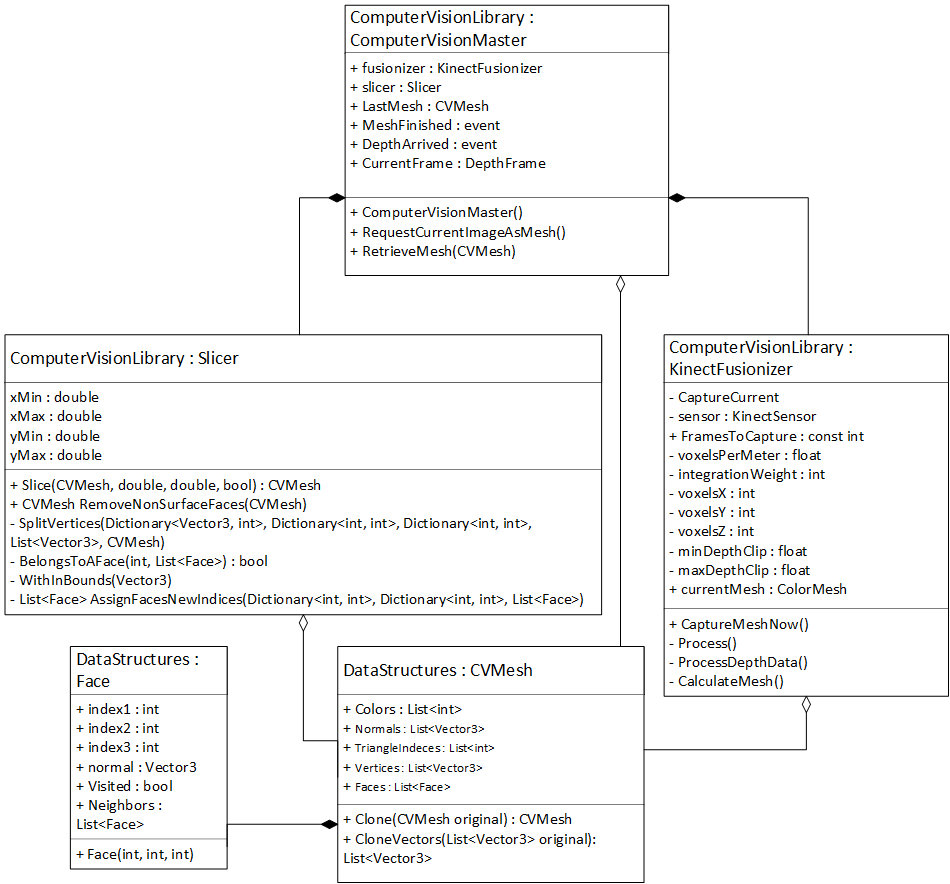 ComputerVisionLibrary :
ComputerVisionMaster
+ fusionizer : KinectFusionizer
+ slicer : Slicer
+ LastMesh : CVMesh
+ MeshFinished : event
+ DepthArrived : event
+ CurrentFrame : DepthFrame
+ ComputerVisionMaster()
+ RequestCurrentImageAsMesh()
+ RetrieveMesh(CVMesh)
ComputerVisionLibrary : Slicer
xMin : double
xMax : double
yMin : double
yMax : double
+ Slice(CVMesh, double, double, bool) : CVMesh
+ CVMesh RemoveNonSurfaceFaces(CVMesh)
- SplitVertices(Dictionary<Vector3, int>, Dictionary<int, int>, Dictionary<int, int>,
List<Vector3>, CVMesh)
- BelongsToAFace(int, List<Face>) : bool
- WithInBounds(Vector3)
- List<Face> AssignFacesNewIndices(Dictionary<int, int>, Dictionary<int, int>, List<Face>)
ComputerVisionLibrary :
KinectFusionizer
- CaptureCurrent
- sensor : KinectSensor
+ FramesToCapture : const int
- voxelsPerMeter : float
- integrationWeight : int
- voxelsX : int
- voxelsY : int
- voxelsZ : int
- minDepthClip : float
- maxDepthClip : float
+ currentMesh : ColorMesh
+ CaptureMeshNow()
- Process()
- ProcessDepthData()
- CalculateMesh()
DataStructures :
Face
+ index1 : int
+ index2 : int
+ index3 : int
+ normal : Vector3
+ Visited : bool
+ Neighbors :
List<Face>
+ Face(int, int, int)
DataStructures : CVMesh
+ Colors : List<int>
+ Normals : List<Vector3>
+ TriangleIndeces : List<int>
+ Vertices : List<Vector3>
+ Faces : List<Face>
+ Clone(CVMesh original) : CVMesh
+ CloneVectors(List<Vector3> original):
List<Vector3>